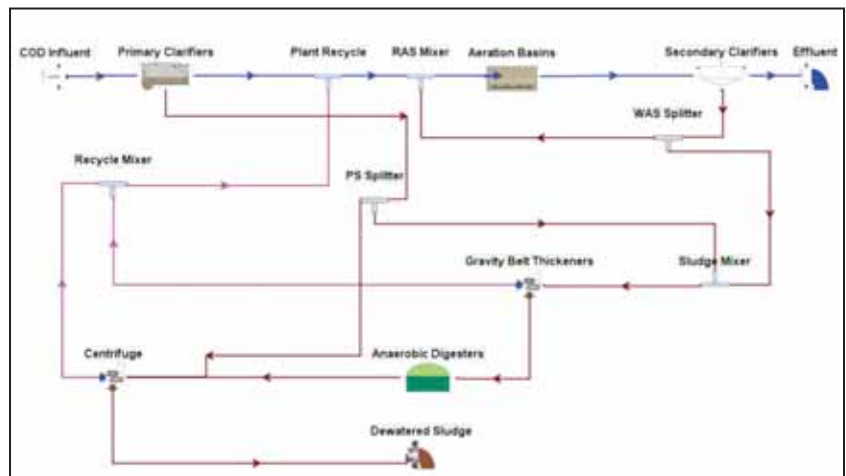 COD Influent
Primary Clarifiers
Plant Recycle
RAS Mixer
Aeration Basins
Secondary Clarifiers
Effluent
WAS Splitter
Recycle Mixer
PS Splitter
Gravity Belt Thickeners
Sludge Mixer
Centrifuge
Anaerobic Digesters
Dewatered Sludge